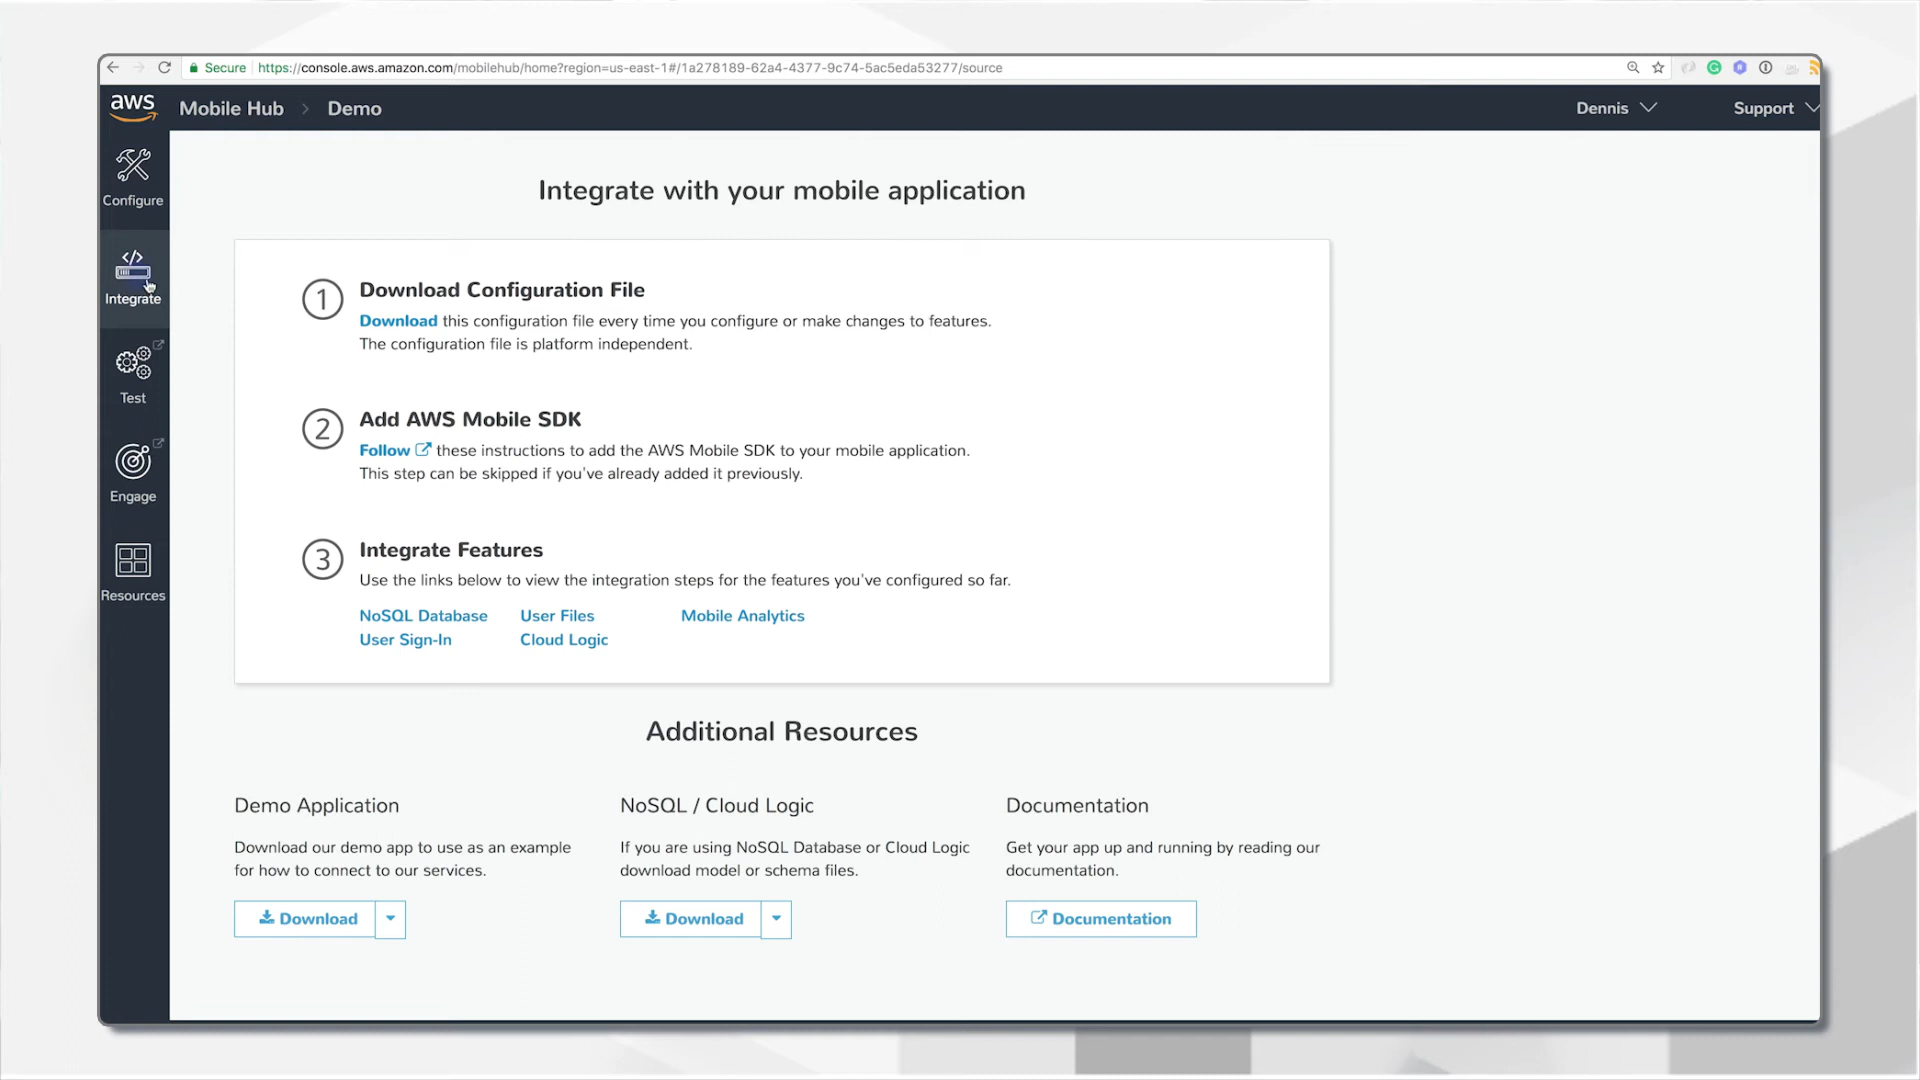 Secure https://console.aws.amazon.com/mobilehub/home?region=us-east-1#/1a278189-62a4-4377-9c74-5ac5eda53277/source
aws Mobile Hub > Demo Dennis Support
Configure
Integrate
Test
Engage
Resources
Integrate with your mobile application
1 Download Configuration File
Download this configuration file every time you configure or make changes to features.
The configuration file is platform independent.
2 Add AWS Mobile SDK
Follow these instructions to add the AWS Mobile SDK to your mobile application.
This step can be skipped if you've already added it previously.
3 Integrate Features
Use the links below to view the integration steps for the features you've configured so far.
NoSQL Database User Files Mobile Analytics
User Sign-In Cloud Logic
Additional Resources
Demo Application
Download our demo app to use as an example
for how to connect to our services.
Download
NoSQL / Cloud Logic
If you are using NoSQL Database or Cloud Logic
download model or schema files.
Download
Documentation
Get your app up and running by reading our
documentation.
Documentation